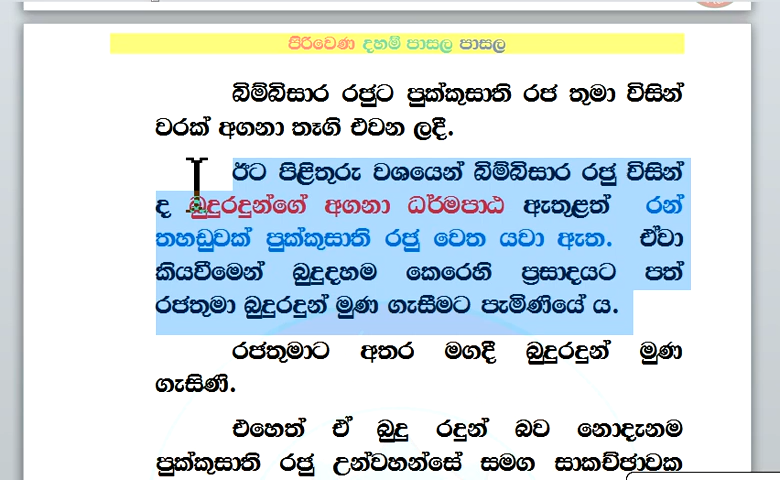 පිරිවෙණ දහම් පාසල පාසල
බිම්බිසාර රජුට පුක්කුසාති රජ තුමා විසින්
වරක් අගනා තෑගි එවන ලදී.
ඊට පිළිතුරු වශයෙන් බිම්බිසාර රජු විසින්
ද බුදුරදුන්ගේ අගනා ධර්මපාඨ ඇතුළත් රන්
තහඩුවක් පුක්කුසාති රජු වෙත යවා ඇත. ඒවා
කියවීමෙන් බුදුදහම කෙරෙහි ප්‍රසාදයට පත්
රජතුමා බුදුරදුන් මුණ ගැසීමට පැමිණියේ ය.
රජතුමාට අතර මගදී බුදුරදුන් මුණ
ගැසිණි.
එහෙත් ඒ බුදු රදුන් බව නොදැනම
පුක්කුසාති රජු උන්වහන්සේ සමග සාකච්ඡාවක